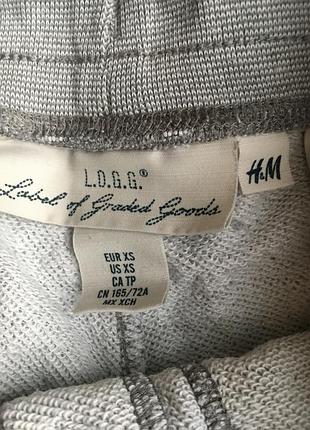 L.O.G.G.®
Label of Graded Goods
H&M
EUR XS
US XS
CA TP
CN 165/72A
MX XCH